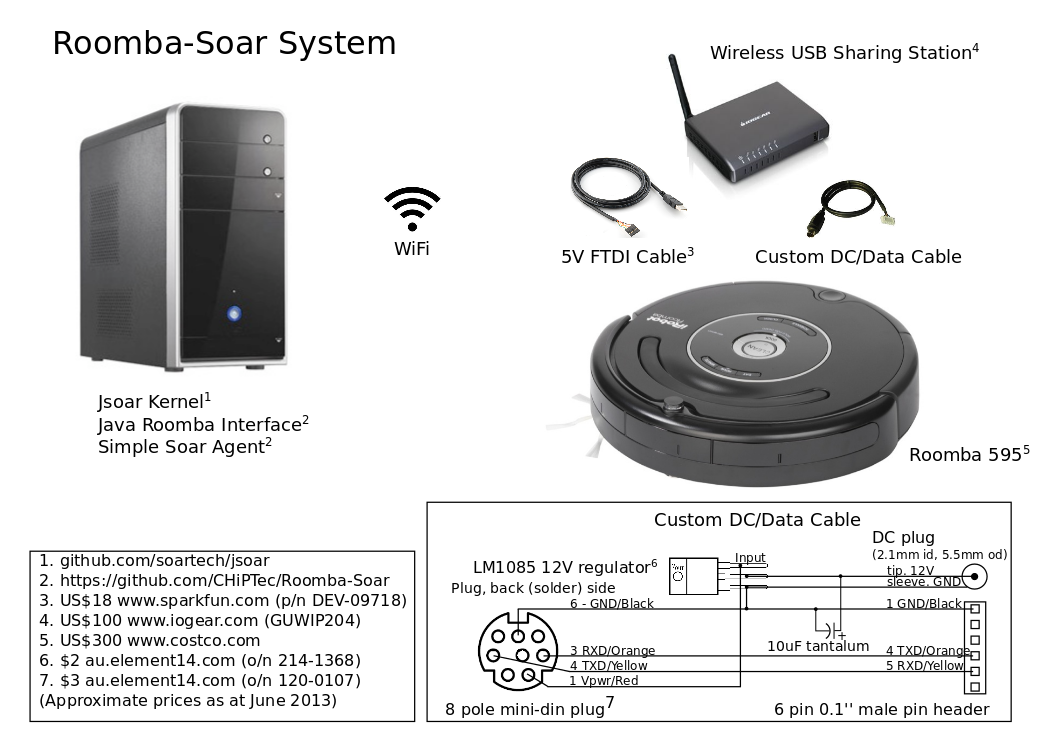 Roomba-Soar System
Wireless USB Sharing Station4
IOGEAR
WiFi
5V FTDI Cable3
Custom DC/Data Cable
iRobot
Roomba
CLEAN
Jsoar Kernel1
Java Roomba Interface2
Simple Soar Agent2
Roomba 5955
1. github.com/soartech/jsoar
2. https://github.com/CHiPTec/Roomba-Soar
3. US$18 www.sparkfun.com (p/n DEV-09718)
4. US$100 www.iogear.com (GUWIP204)
5. US$300 www.costco.com
6. $2 au.element14.com (o/n 214-1368)
7. $3 au.element14.com (o/n 120-0107)
(Approximate prices as at June 2013)
Custom DC/Data Cable
DC plug
(2.1mm id, 5.5mm od)
Input
LM1085 12V regulator6
tip, 12V
sleeve, GND
Plug, back (solder) side
6 - GND/Black
1 GND/Black
+
10uF tantalum
3 RXD/Orange
4 TXD/Orange
4 TXD/Yellow
5 RXD/Yellow
1 Vpwr/Red
8 pole mini-din plug7
6 pin 0.1'' male pin header